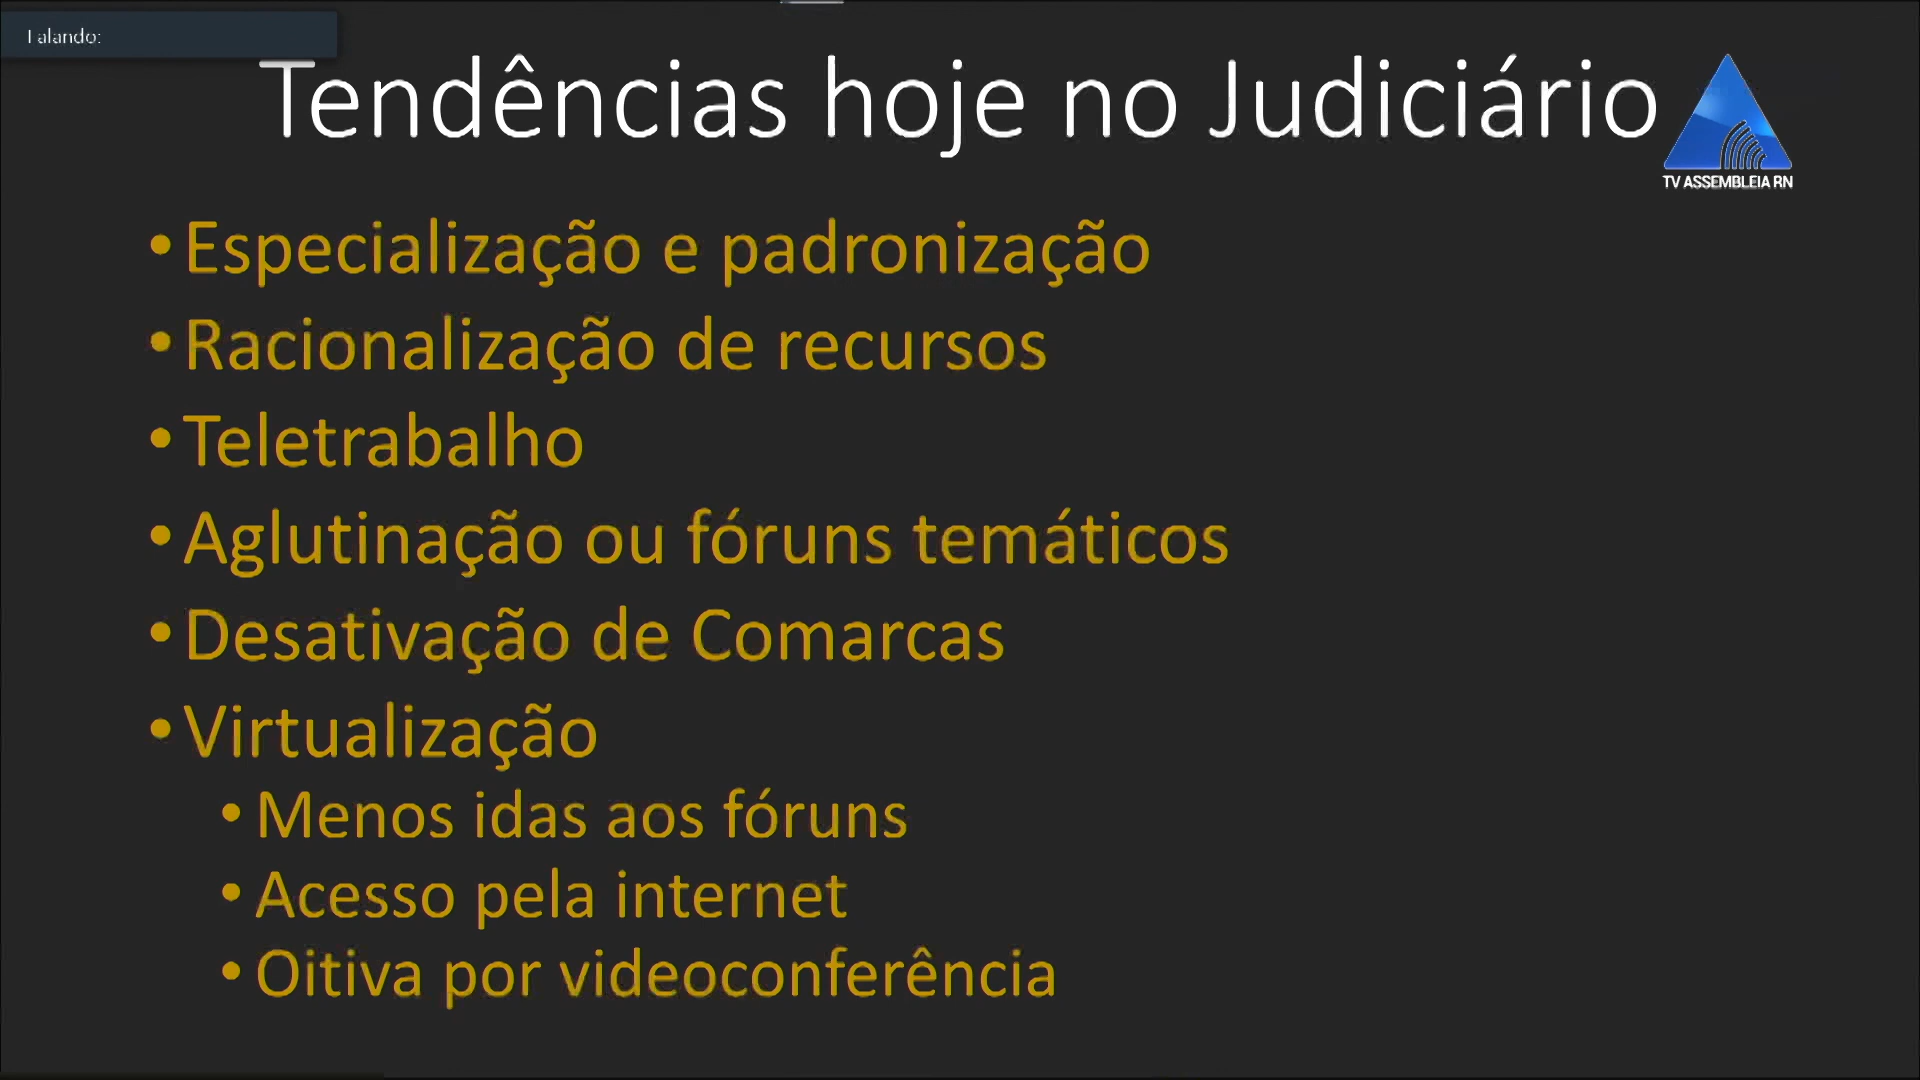 Falando:
Tendências hoje no Judiciário
TV ASSEMBLEIA RN
• Especialização e padronização
• Racionalização de recursos
• Teletrabalho
• Aglutinação ou fóruns temáticos
• Desativação de Comarcas
• Virtualização
• Menos idas aos fóruns
• Acesso pela internet
• Oitiva por videoconferência